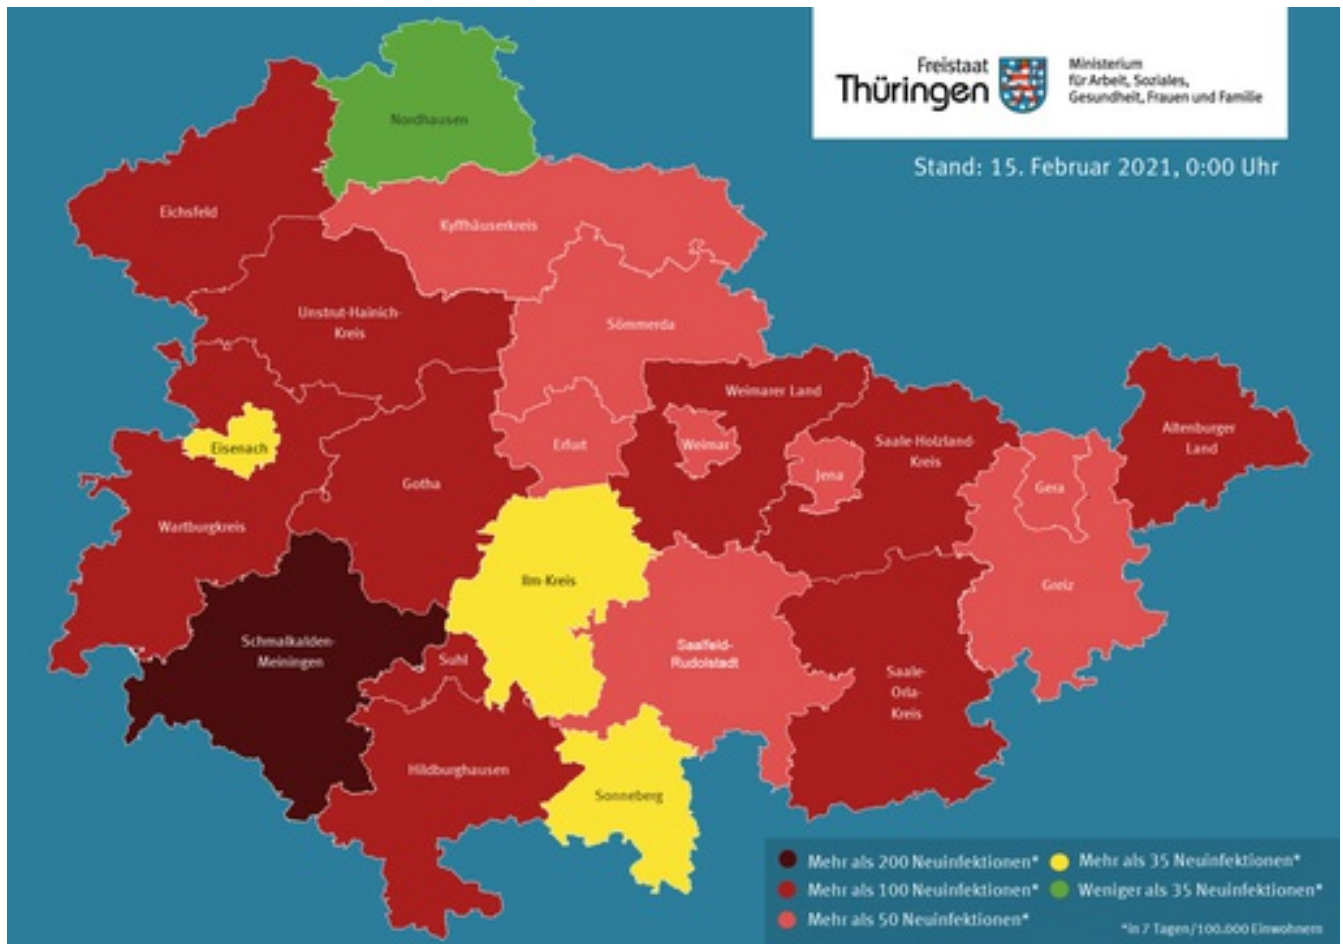 Freistaat
Thüringen
Ministerium
für Arbeit, Soziales,
Gesundheit, Frauen und Familie
Stand: 15. Februar 2021, 0:00 Uhr
Nordhausen
Eichsfeld
Kyffhäuserkreis
Unstrut-Hainich-
Kreis
Sömmerda
Weimarer Land
Eisenach
Erfurt
Weimar
Saale-Holzland-
Kreis
Altenburger
Land
Gotha
Jena
Gera
Wartburgkreis
Ilm-Kreis
Greiz
Schmalkalden-
Meiningen
Suhl
Saalfeld-
Rudolstadt
Saale-
Orla-
Kreis
Hildburghausen
Sonneberg
Mehr als 200 Neuinfektionen*
Mehr als 35 Neuinfektionen*
Mehr als 100 Neuinfektionen*
Weniger als 35 Neuinfektionen*
Mehr als 50 Neuinfektionen*
*in 7 Tagen/100.000 Einwohnern